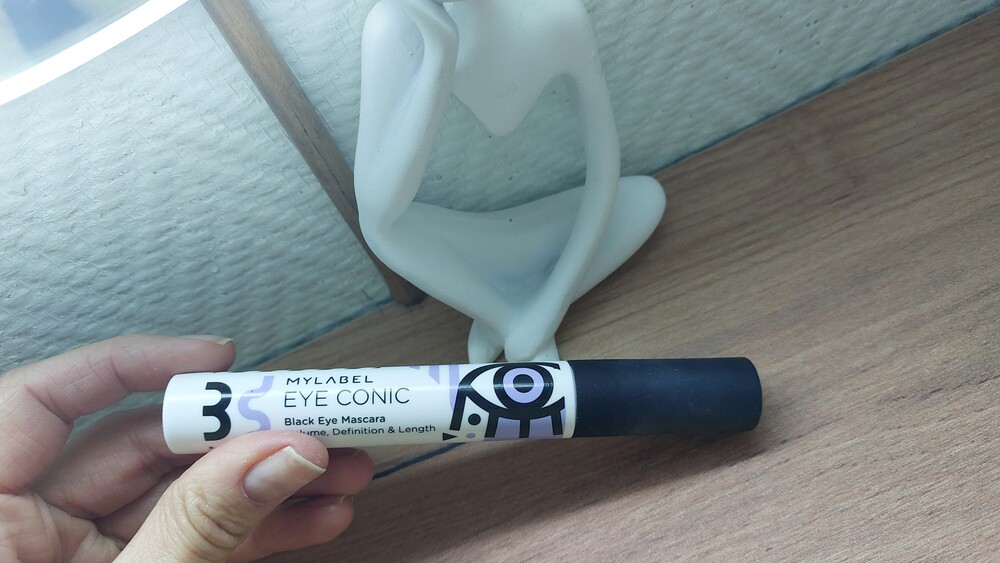 MYLABEL
EYE CONIC
Black Eye Mascara
Definition & Length